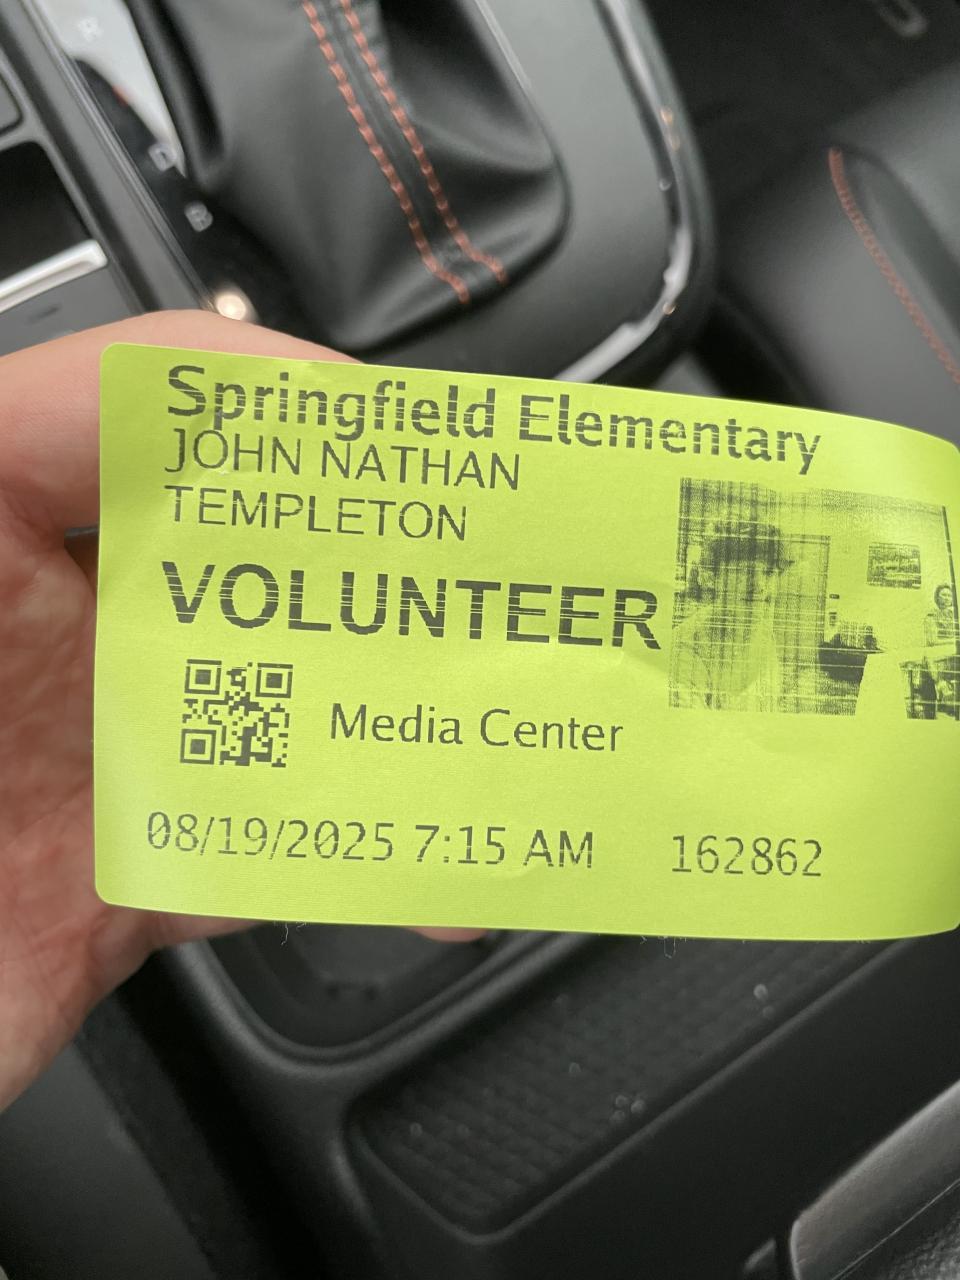 Springfield Elementary
JOHN NATHAN
TEMPLETON
VOLUNTEER
Media Center
08/19/2025 7:15 AM 162862
R
D
B